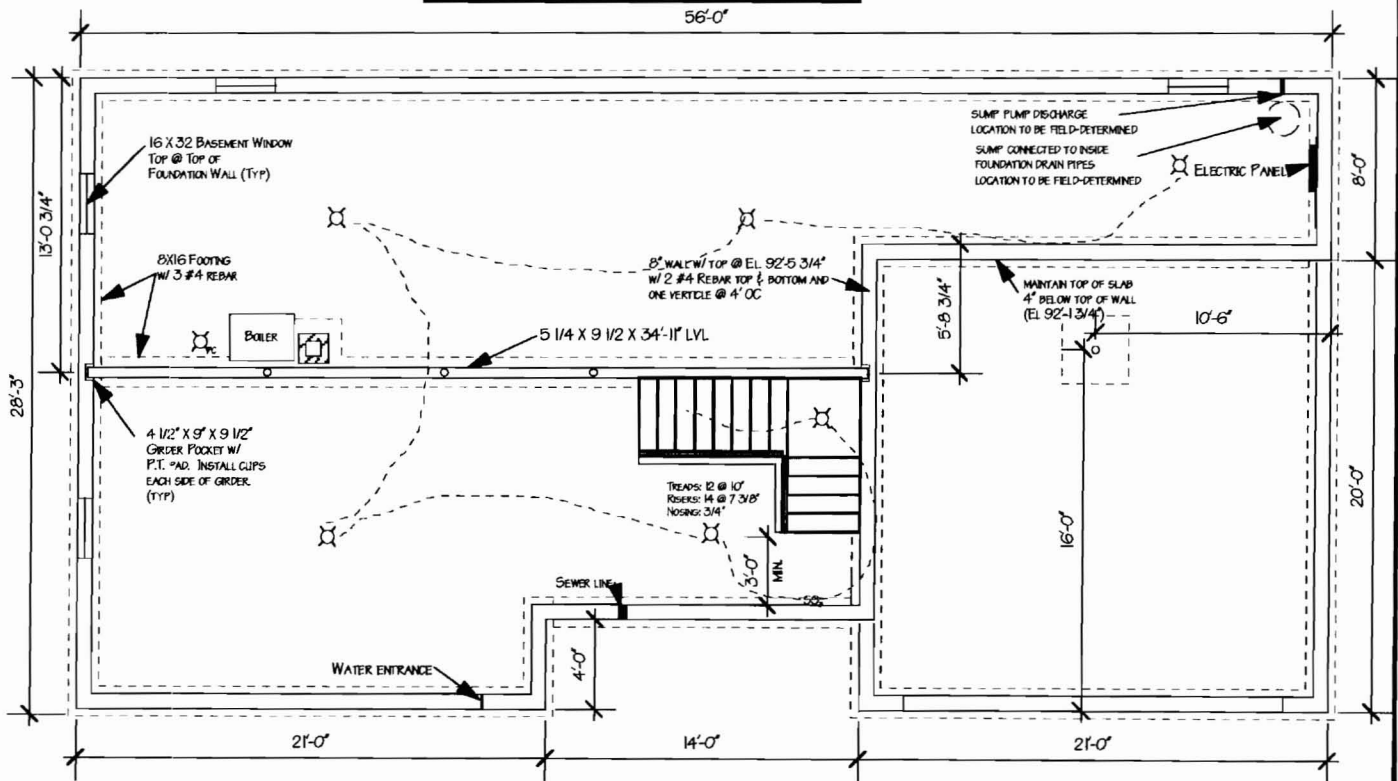 56'-0"
16 X 32 BASEMENT WINDOW
TOP @ TOP OF
FOUNDATION WALL (TYP)
SUMP PUMP DISCHARGE
LOCATION TO BE FIELD-DETERMINED
SUMP CONNECTED TO INSIDE
FOUNDATION DRAIN PIPES
LOCATION TO BE FIELD-DETERMINED
ELECTRIC PANEL
8'-0"
13'-0 3/4"
8X16 FOOTING
W/ 3 #4 REBAR
8" WALL W/ TOP @ EL 92'-5 3/4"
W/ 2 #4 REBAR TOP & BOTTOM AND
ONE VERTICLE @ 4' OC
5'-8 3/4"
MAINTAIN TOP OF SLAB
4" BELOW TOP OF WALL
(EL 92'-1 3/4")
10'-6"
BOILER
PC
5 1/4 X 9 1/2 X 34'-11" LVL
28'-3"
4 1/2" X 9" X 9 1/2"
GIRDER POCKET W/
P.T. PAD. INSTALL CLIPS
EACH SIDE OF GIRDER
(TYP)
TREADS: 12 @ 10"
RISERS: 14 @ 7 3/8"
NOSING: 3/4"
16'-0"
20'-0"
3'-0"
MIN.
SEWER LINE
WATER ENTRANCE
4'-0"
21'-0"
14'-0"
21'-0"